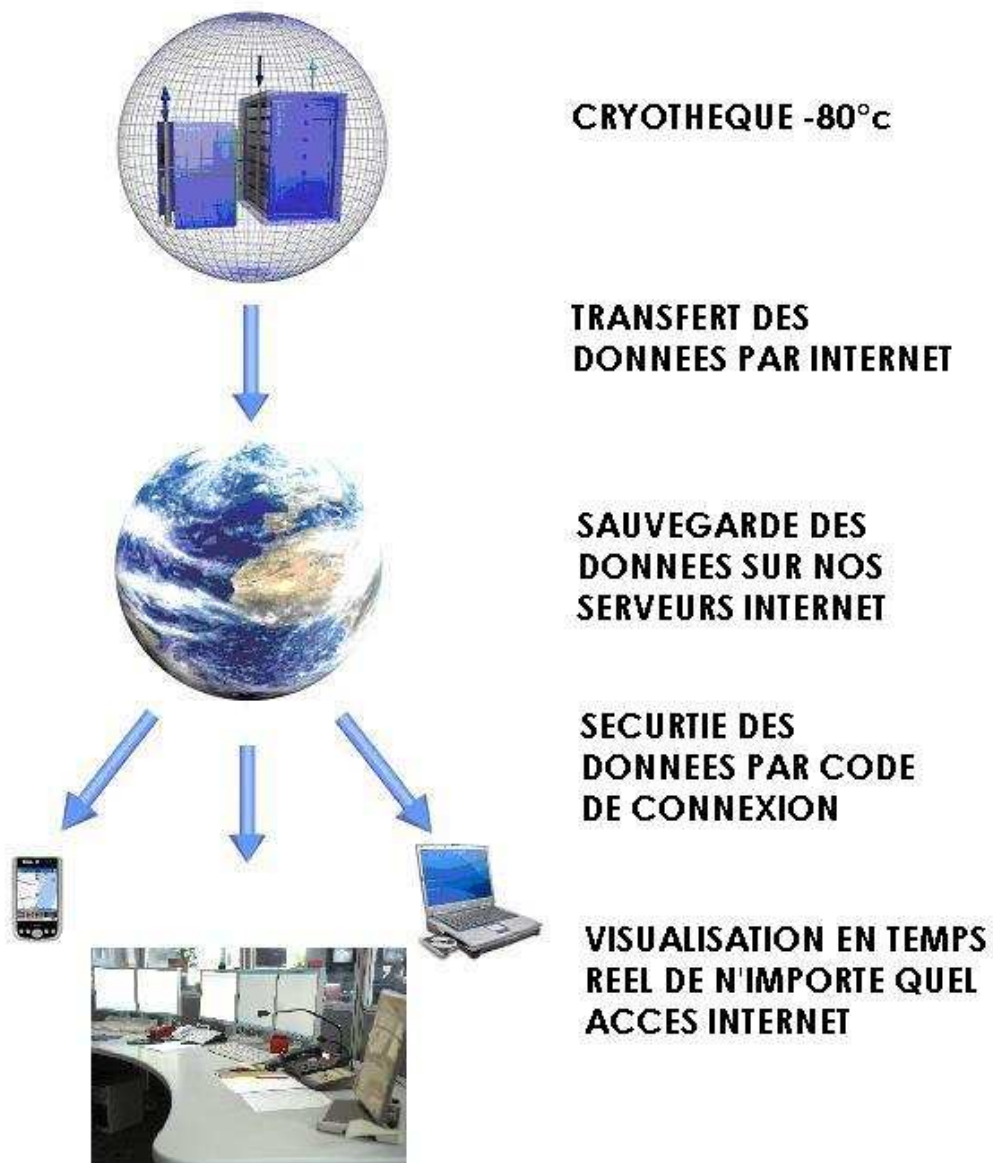 CRYOTHEQUE -80°c
TRANSFERT DES
DONNEES PAR INTERNET
SAUVEGARDE DES
DONNEES SUR NOS
SERVEURS INTERNET
SECURTIE DES
DONNEES PAR CODE
DE CONNEXION
VISUALISATION EN TEMPS
REEL DE N'IMPORTE QUEL
ACCES INTERNET